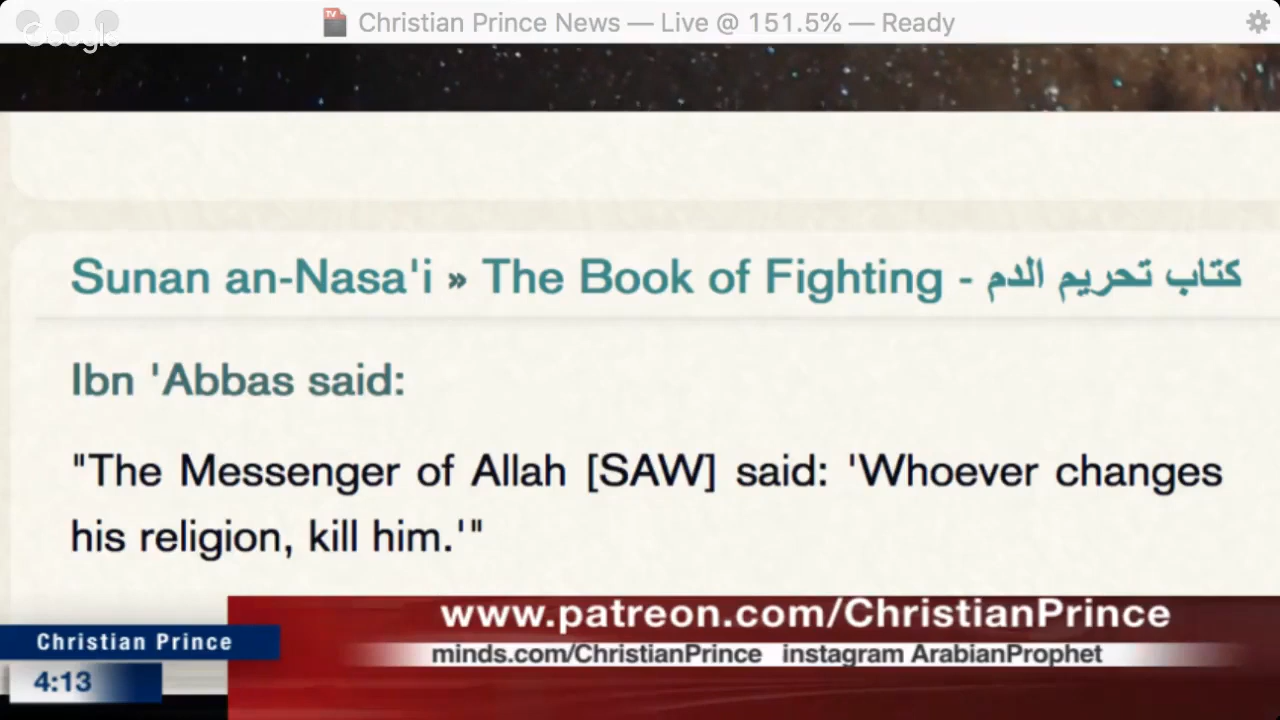 Christian Prince News — Live @ 151.5% — Ready
Google
Sunan an-Nasa'i » The Book of Fighting - كتاب تحريم الدم
Ibn 'Abbas said:
"The Messenger of Allah [SAW] said: 'Whoever changes
his religion, kill him.'"
www.patreon.com/ChristianPrince
Christian Prince
minds.com/ChristianPrince instagram ArabianProphet
4:13